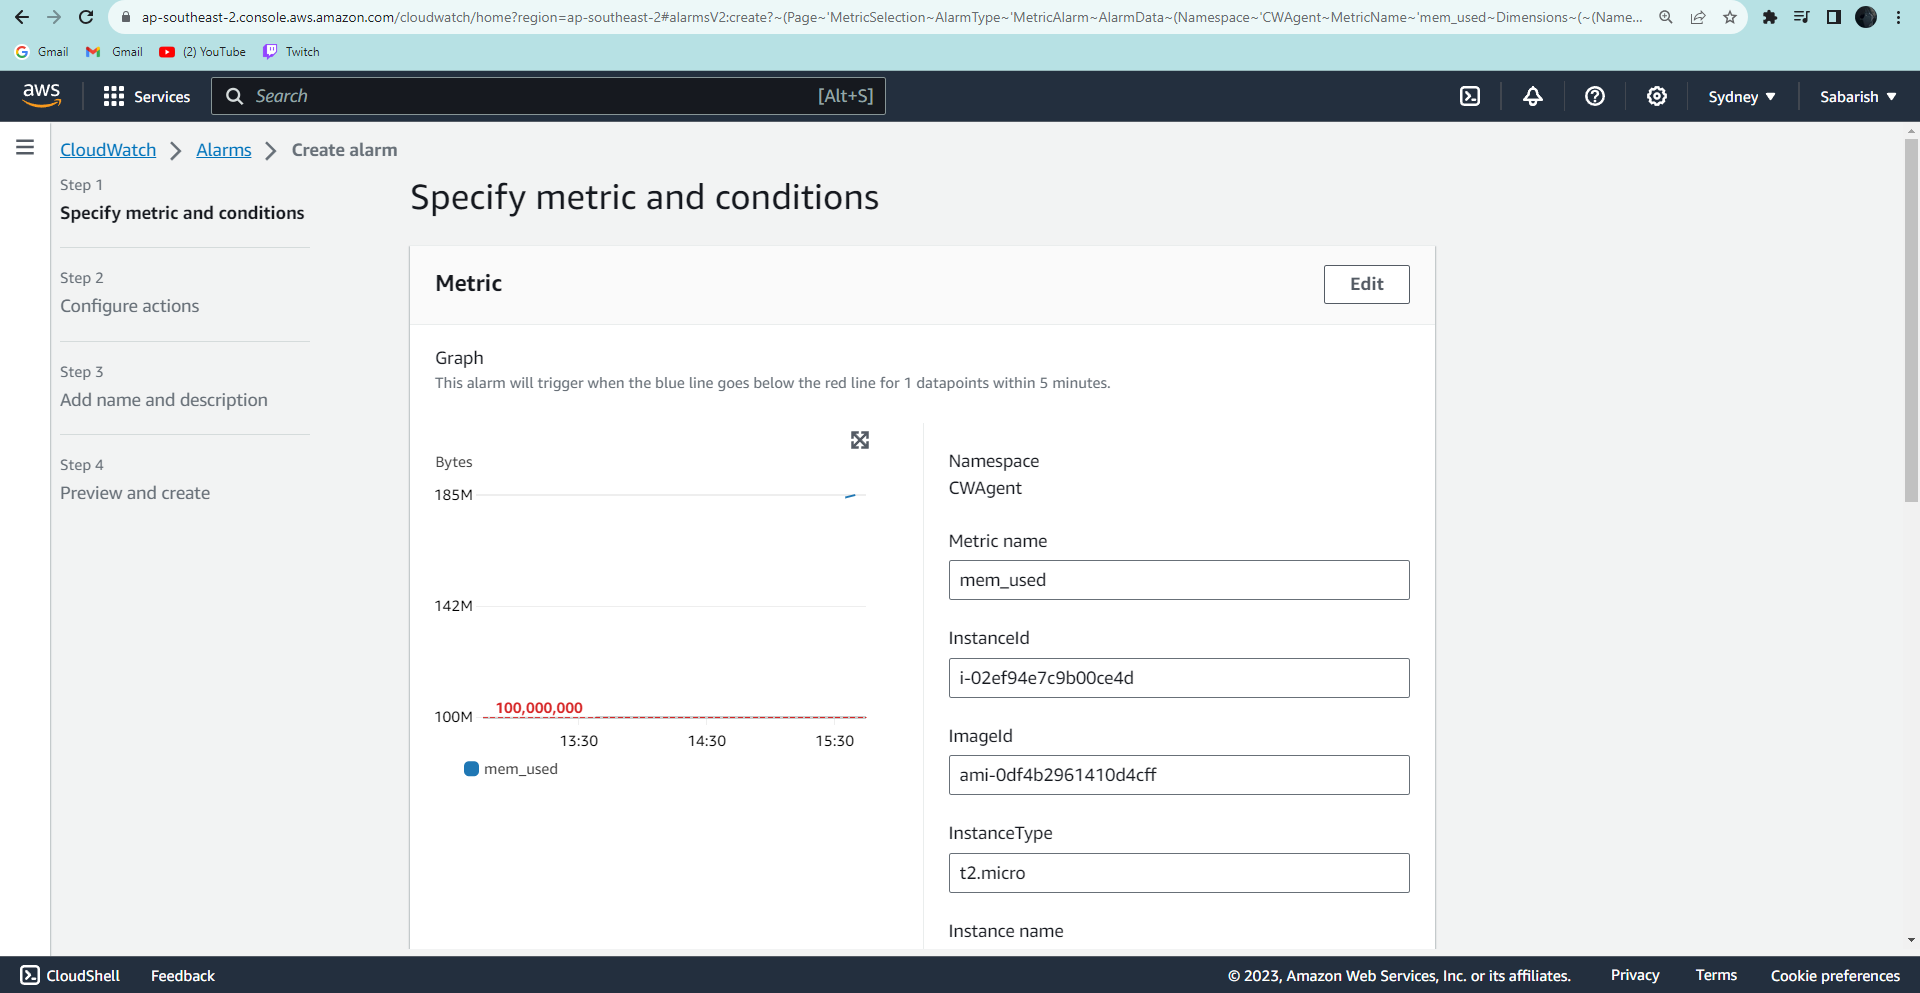 ap-southeast-2.console.aws.amazon.com/cloudwatch/home?region=ap-southeast-2#alarmsV2:create?~(Page~'MetricSelection~AlarmType~'MetricAlarm~AlarmData~(Namespace~'CWAgent~MetricName~'mem_used~Dimensions~(~(Name...
Gmail
Gmail
(2) YouTube
Twitch
aws
Services
Search
[Alt+S]
Sydney
Sabarish
CloudWatch
Alarms
Create alarm
Step 1
Specify metric and conditions
Step 2
Configure actions
Step 3
Add name and description
Step 4
Preview and create
Specify metric and conditions
Metric
Edit
Graph
This alarm will trigger when the blue line goes below the red line for 1 datapoints within 5 minutes.
Bytes
185M
142M
100M
100,000,000
13:30
14:30
15:30
mem_used
Namespace
CWAgent
Metric name
mem_used
InstanceId
i-02ef94e7c9b00ce4d
ImageId
ami-0df4b2961410d4cff
InstanceType
t2.micro
Instance name
CloudShell
Feedback
© 2023, Amazon Web Services, Inc. or its affiliates.
Privacy
Terms
Cookie preferences